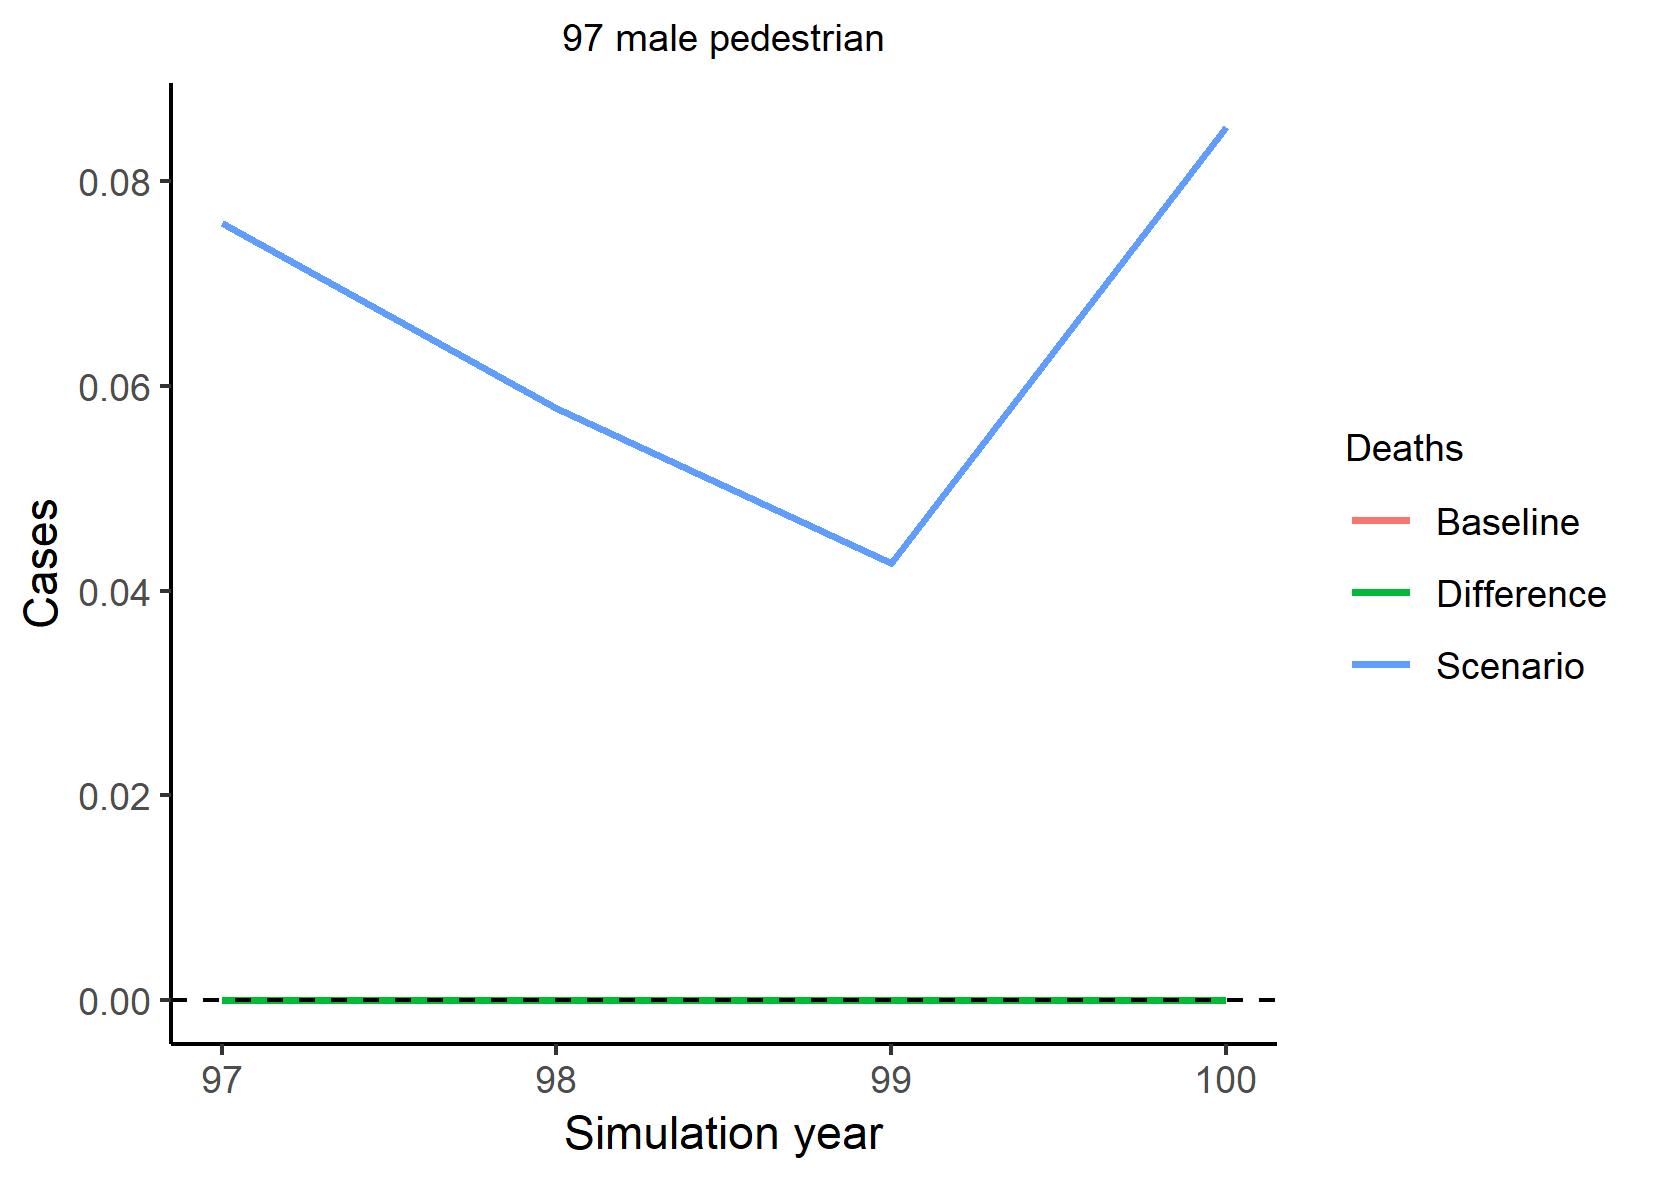 97 male pedestrian
Cases
0.08
0.06
0.04
0.02
0.00
97 98 99 100
Simulation year
Deaths
Baseline
Difference
Scenario